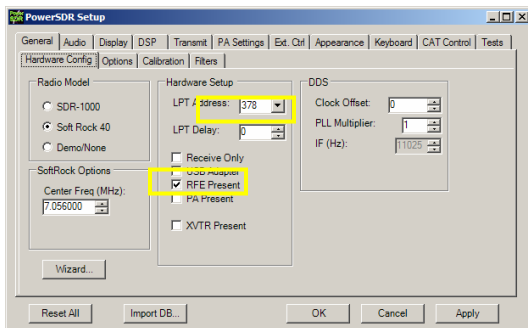 PowerSDR Setup
General Audio Display DSP Transmit PA Settings Ext. Ctrl Appearance Keyboard CAT Control Tests
Hardware Config Options Calibration Filters
Radio Model
SDR-1000
Soft Rock 40
Demo/None
SoftRock Options
Center Freq (MHz):
7.056000
Wizard...
Hardware Setup
LPT Address: 378
LPT Delay: 0
Receive Only
USB Adapter
RFE Present
PA Present
XVTR Present
DDS
Clock Offset: 0
PLL Multiplier: 1
IF (Hz): 11025
Reset All Import DB... OK Cancel Apply